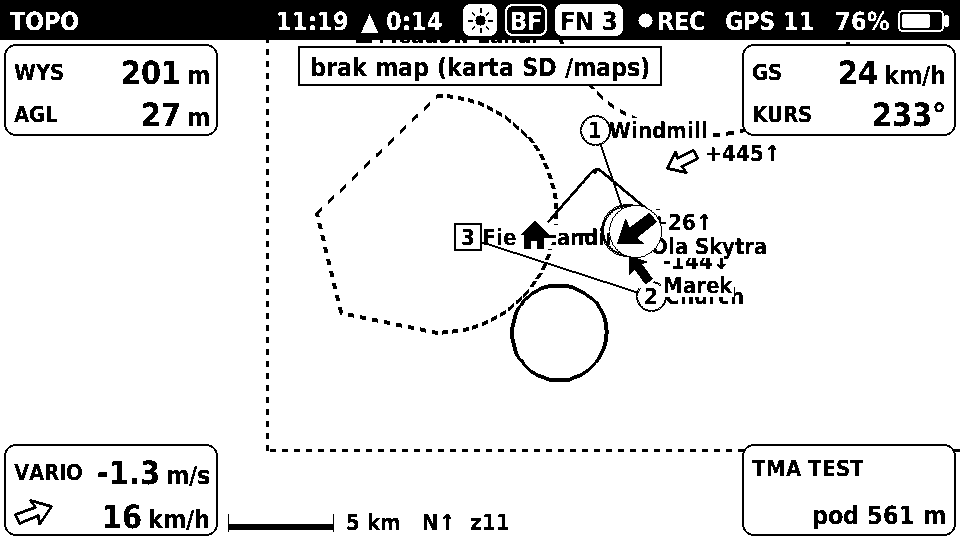 TOPO 11:19 ▲ 0:14 BF FN 3 REC GPS 11 76%
brak map (karta SD /maps)
WYS 201 m
AGL 27 m
GS 24 km/h
KURS 233°
1 Windmill
+445↑
-26↑
3 Fie
Ola Skytra
-144↓
Marek
2 Church
VARIO -1.3 m/s
16 km/h
5 km N↑ z11
TMA TEST
pod 561 m